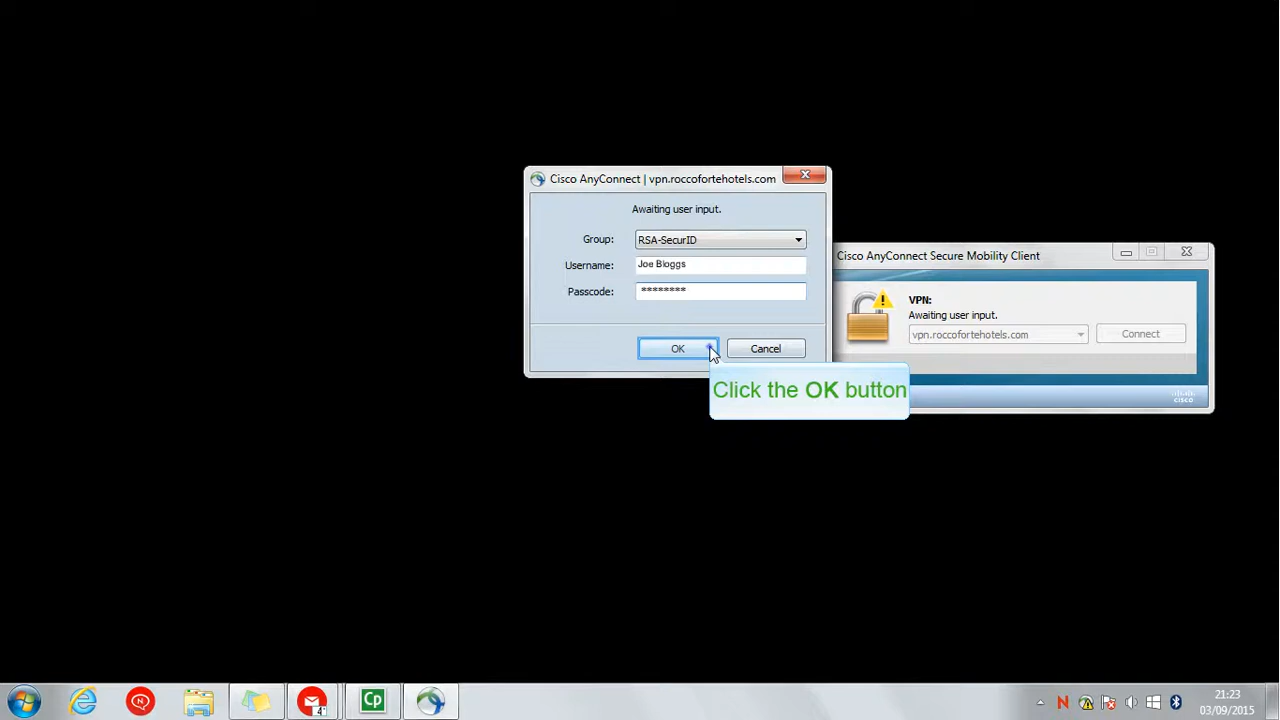 Cisco AnyConnect | vpn.roccofortehotels.com
Awaiting user input.
Group: RSA-SecurID
Username: Joe Bloggs
Passcode: ********
OK Cancel
Cisco AnyConnect Secure Mobility Client
VPN:
Awaiting user input.
vpn.roccofortehotels.com Connect
CISCO
Click the OK button
Cp
N
21:23
03/09/2015